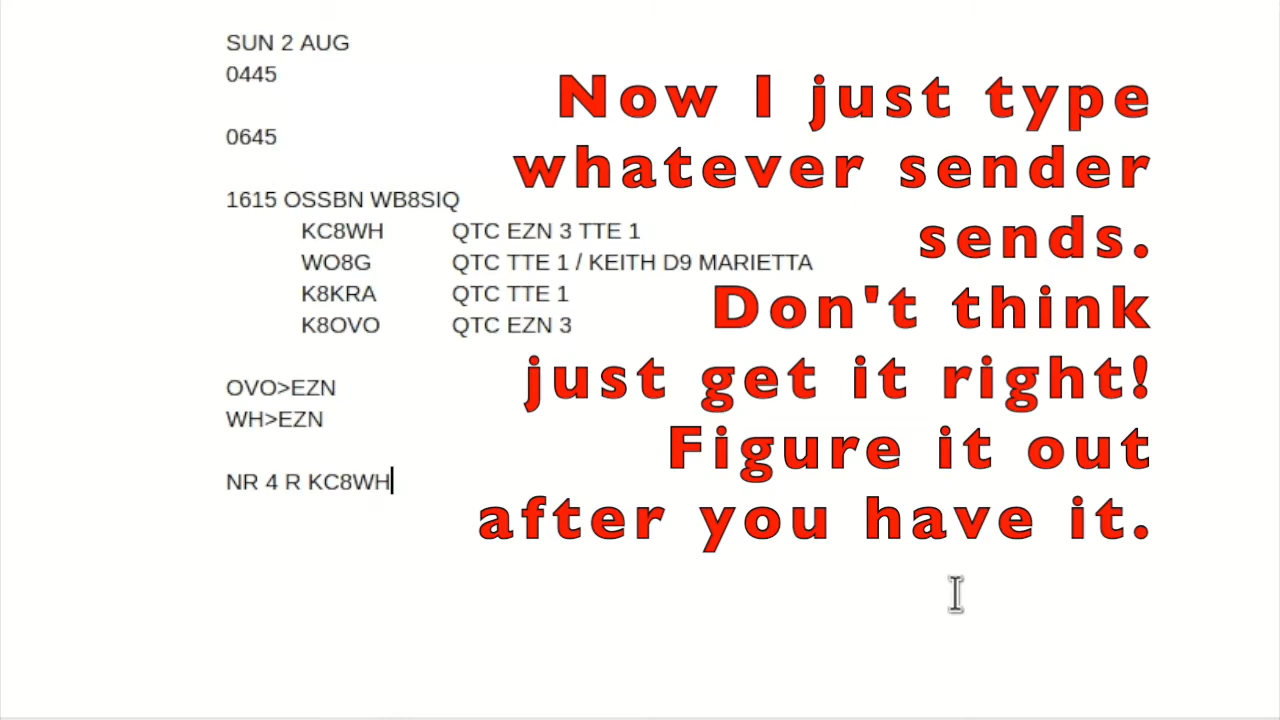 SUN 2 AUG
0445
0645
1615 OSSBN WB8SIQ
KC8WH QTC EZN 3 TTE 1
WO8G QTC TTE 1 / KEITH D9 MARIETTA
K8KRA QTC TTE 1
K8OVO QTC EZN 3
OVO>EZN
WH>EZN
NR 4 R KC8WH
Now I just type
whatever sender
sends.
Don't think
just get it right!
Figure it out
after you have it.